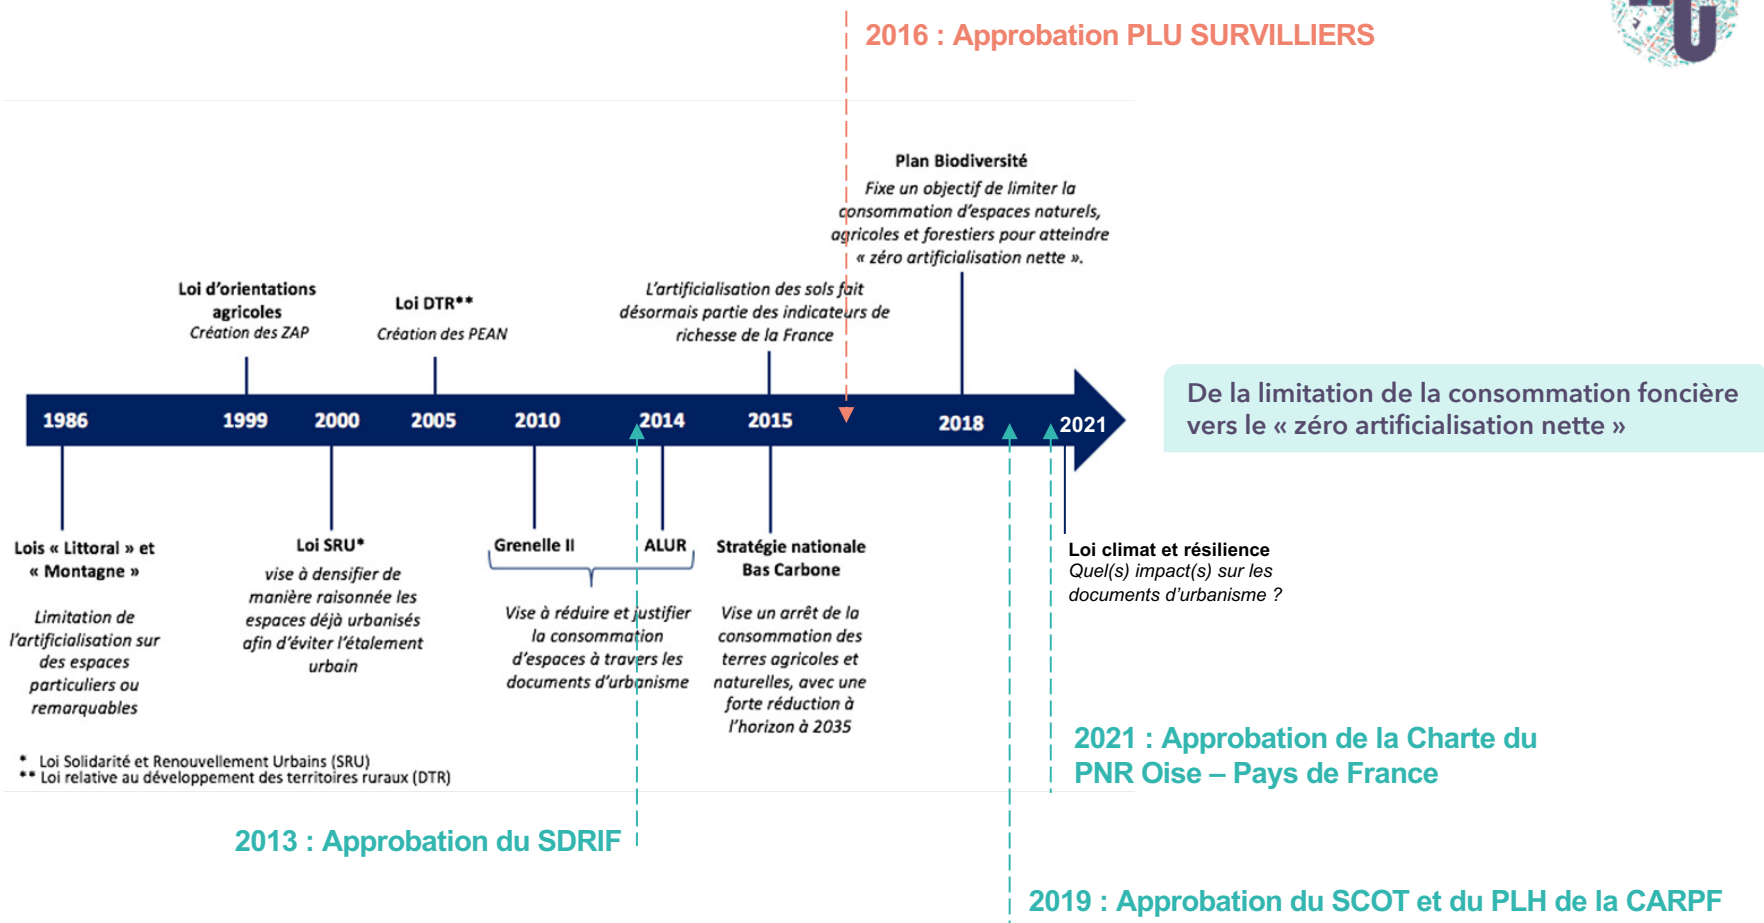 2016 : Approbation PLU SURVILLIERS
U
Plan Biodiversité
Fixe un objectif de limiter la
consommation d'espaces naturels,
agricoles et forestiers pour atteindre
« zéro artificialisation nette ».
Loi d'orientations
agricoles
Création des ZAP
Loi DTR**
Création des PEAN
L'artificialisation des sols fait
désormais partie des indicateurs de
richesse de la France
1986
1999
2000
2005
2010
2014
2015
2018
2021
De la limitation de la consommation foncière
vers le « zéro artificialisation nette »
Lois « Littoral » et
« Montagne »
Limitation de
l'artificialisation sur
des espaces
particuliers ou
remarquables
Loi SRU*
vise à densifier de
manière raisonnée les
espaces déjà urbanisés
afin d'éviter l'étalement
urbain
Grenelle II
ALUR
Vise à réduire et justifier
la consommation
d'espaces à travers les
documents d'urbanisme
Stratégie nationale
Bas Carbone
Vise un arrêt de la
consommation des
terres agricoles et
naturelles, avec une
forte réduction à
l'horizon à 2035
Loi climat et résilience
Quel(s) impact(s) sur les
documents d'urbanisme ?
* Loi Solidarité et Renouvellement Urbains (SRU)
** Loi relative au développement des territoires ruraux (DTR)
2021 : Approbation de la Charte du
PNR Oise – Pays de France
2013 : Approbation du SDRIF
2019 : Approbation du SCOT et du PLH de la CARPF